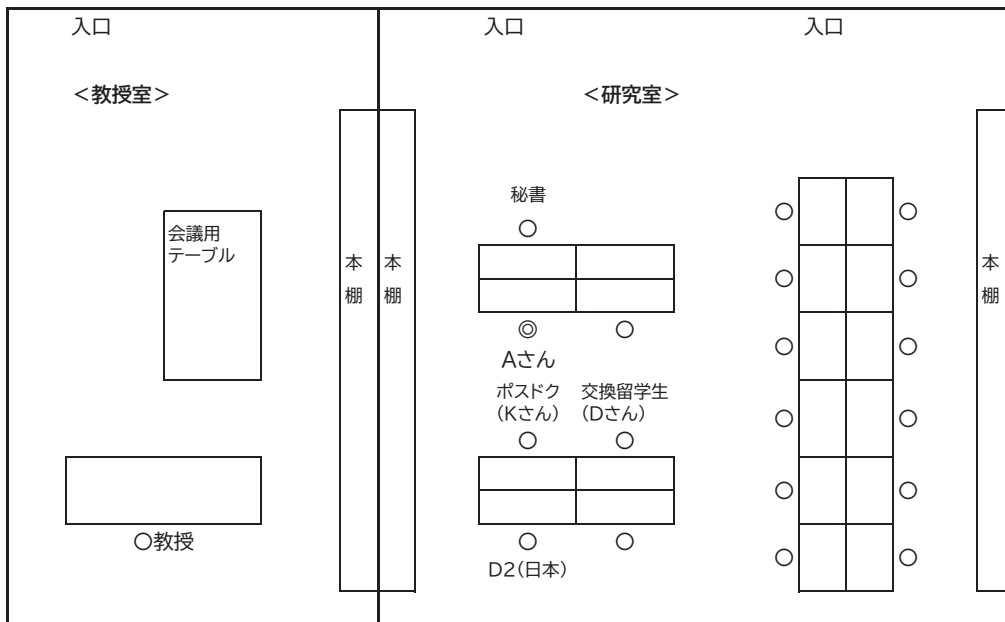 入口
入口
入口
＜教授室＞
＜研究室＞
秘書
会議用
テーブル
本棚
本棚
本棚
◎
Aさん
ポスドク
（Kさん）
交換留学生
（Dさん）
○教授
D2（日本）